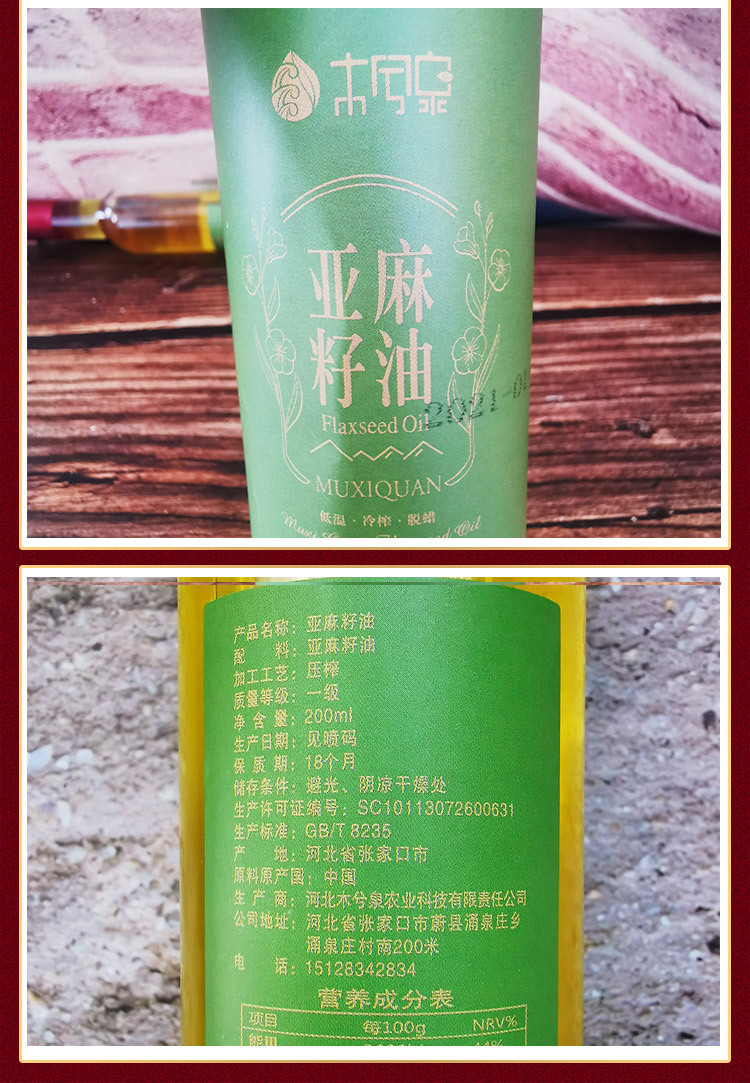 木兮泉
亚麻
籽油
Flaxseed Oil
2021-0
MUXIQUAN
低温·冷榨·脱蜡
产品名称：亚麻籽油
配 料：亚麻籽油
加工工艺：压榨
质量等级：一级
净含量：200ml
生产日期：见喷码
保质期：18个月
储存条件：避光、阴凉干燥处
生产许可证编号：SC10113072600631
生产标准：GB/T 8235
产 地：河北省张家口市
原料原产国：中国
生产商：河北木兮泉农业科技有限责任公司
公司地址：河北省张家口市蔚县涌泉庄乡
涌泉庄村南200米
电 话：15128342834
营养成分表
项目 每100g NRV%